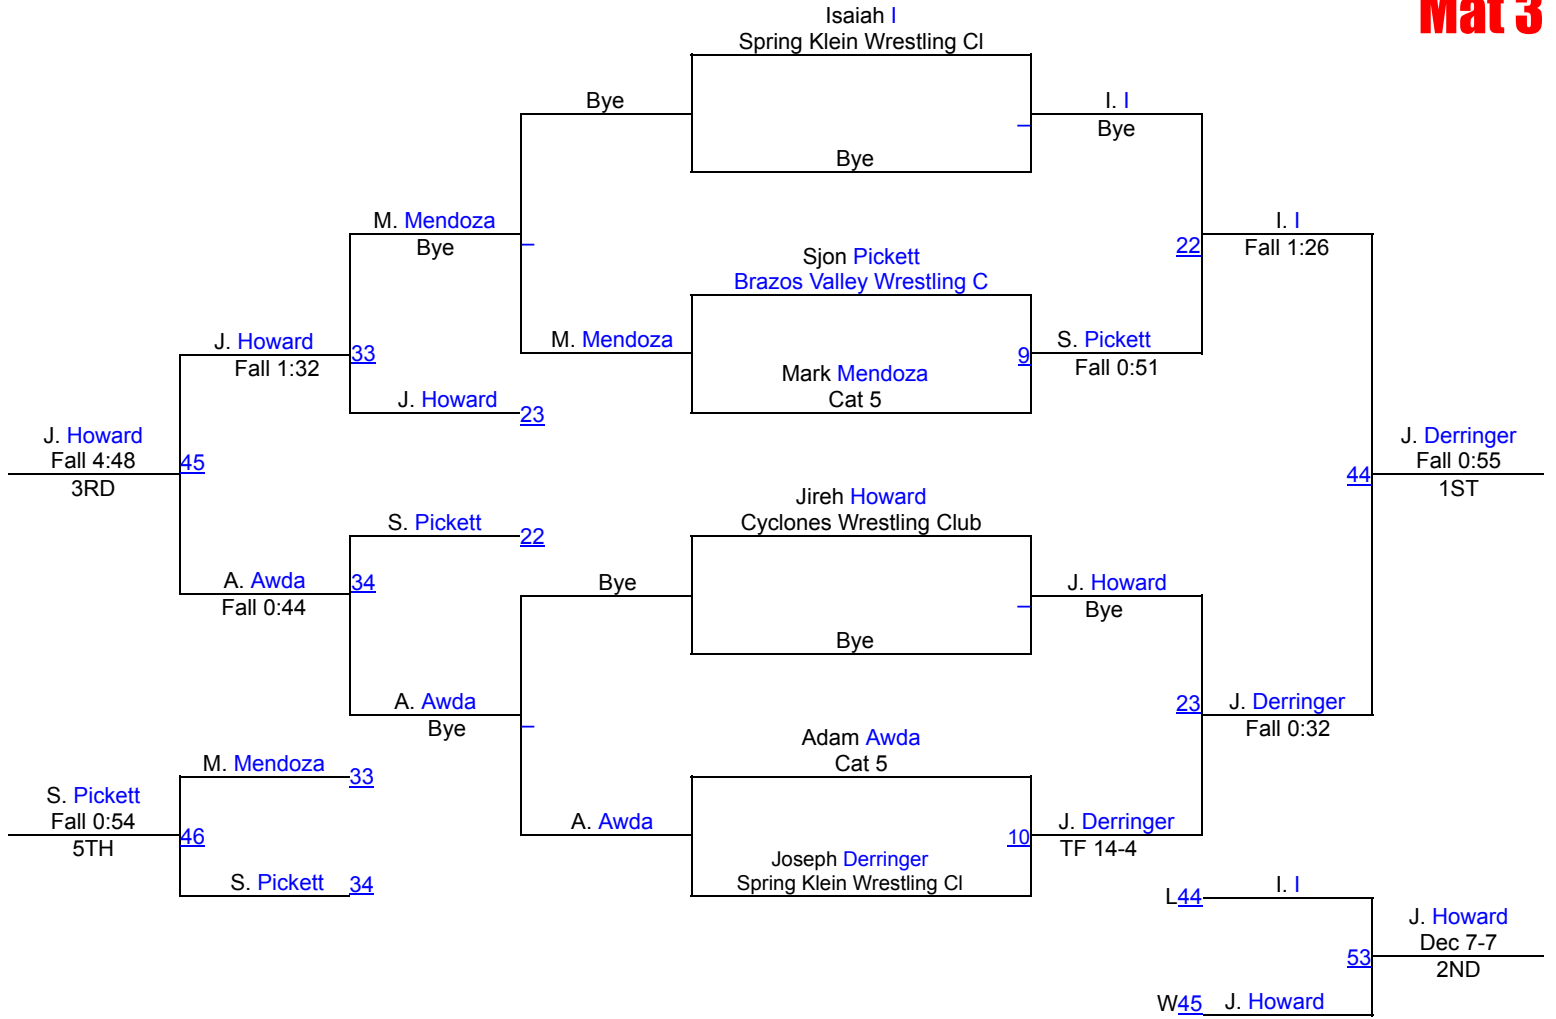 Mat 3
Isaiah I
Spring Klein Wrestling Cl
Bye
I. I
Bye
Bye
M. Mendoza
Bye
I. I
Fall 1:26
22
Sjon Pickett
Brazos Valley Wrestling C
J. Howard
Fall 1:32
33
M. Mendoza
S. Pickett
Fall 0:51
9
Mark Mendoza
Cat 5
J. Howard
23
J. Howard
Fall 4:48
3RD
45
J. Derringer
Fall 0:55
1ST
44
Jireh Howard
Cyclones Wrestling Club
S. Pickett
22
A. Awda
Fall 0:44
34
Bye
J. Howard
Bye
Bye
A. Awda
Bye
23
J. Derringer
Fall 0:32
Adam Awda
Cat 5
M. Mendoza
33
S. Pickett
Fall 0:54
5TH
46
A. Awda
10
J. Derringer
TF 14-4
Joseph Derringer
Spring Klein Wrestling Cl
S. Pickett
34
L44
I. I
J. Howard
Dec 7-7
2ND
53
W45
J. Howard